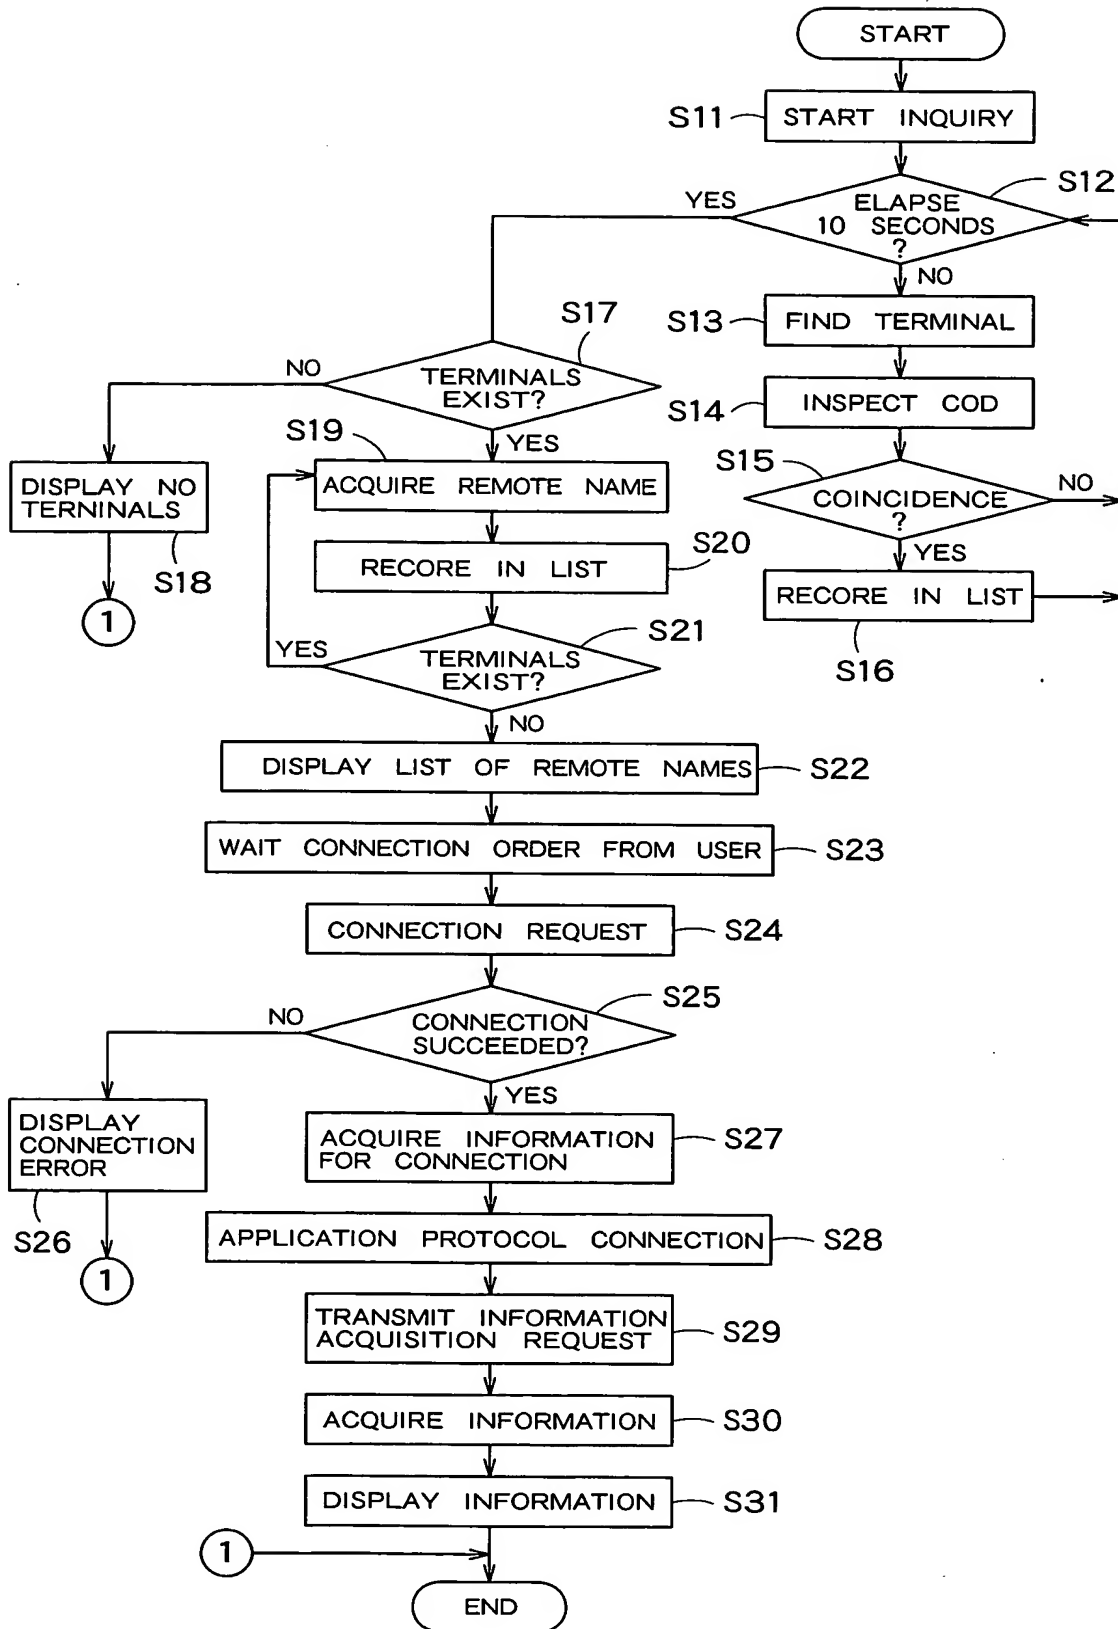 START
S11
START INQUIRY
S12
YES
ELAPSE
10 SECONDS
?
NO
S17
S13
FIND TERMINAL
NO
TERMINALS
EXIST?
S14
INSPECT COD
S19
YES
S15
DISPLAY NO
TERNINALS
ACQUIRE REMOTE NAME
COINCIDENCE
?
NO
S18
S20
YES
1
RECORE IN LIST
RECORE IN LIST
YES
S21
TERMINALS
EXIST?
S16
NO
DISPLAY LIST OF REMOTE NAMES
S22
WAIT CONNECTION ORDER FROM USER
S23
CONNECTION REQUEST
S24
S25
NO
CONNECTION
SUCCEEDED?
YES
DISPLAY
CONNECTION
ERROR
ACQUIRE INFORMATION
FOR CONNECTION
S27
S26
APPLICATION PROTOCOL CONNECTION
S28
1
TRANSMIT INFORMATION
ACQUISITION REQUEST
S29
ACQUIRE INFORMATION
S30
DISPLAY INFORMATION
S31
1
END